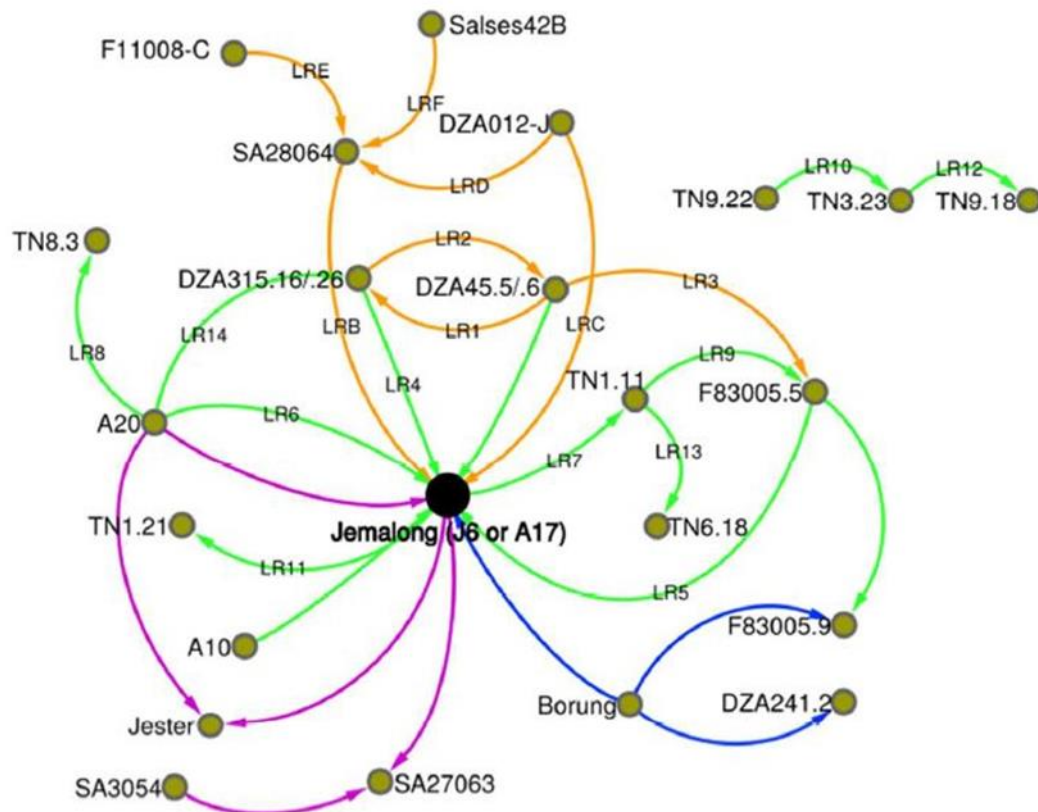 Salses42B
F11008-C
LRE
LRF
DZA012-J
SA28064
LRD
LR10
LR12
TN9.22
TN3.23
TN9.18
TN8.3
LR2
DZA315.16/.26
DZA45.5/.6
LR3
LR14
LRB
LR1
LRC
LR8
LR9
LR4
TN1.11
F83005.5
A20
LR6
LR13
LR7
TN1.21
Jemalong (J6 or A17)
TN6.18
LR11
LR5
F83005.9
A10
Borung
DZA241.2
Jester
SA3054
SA27063